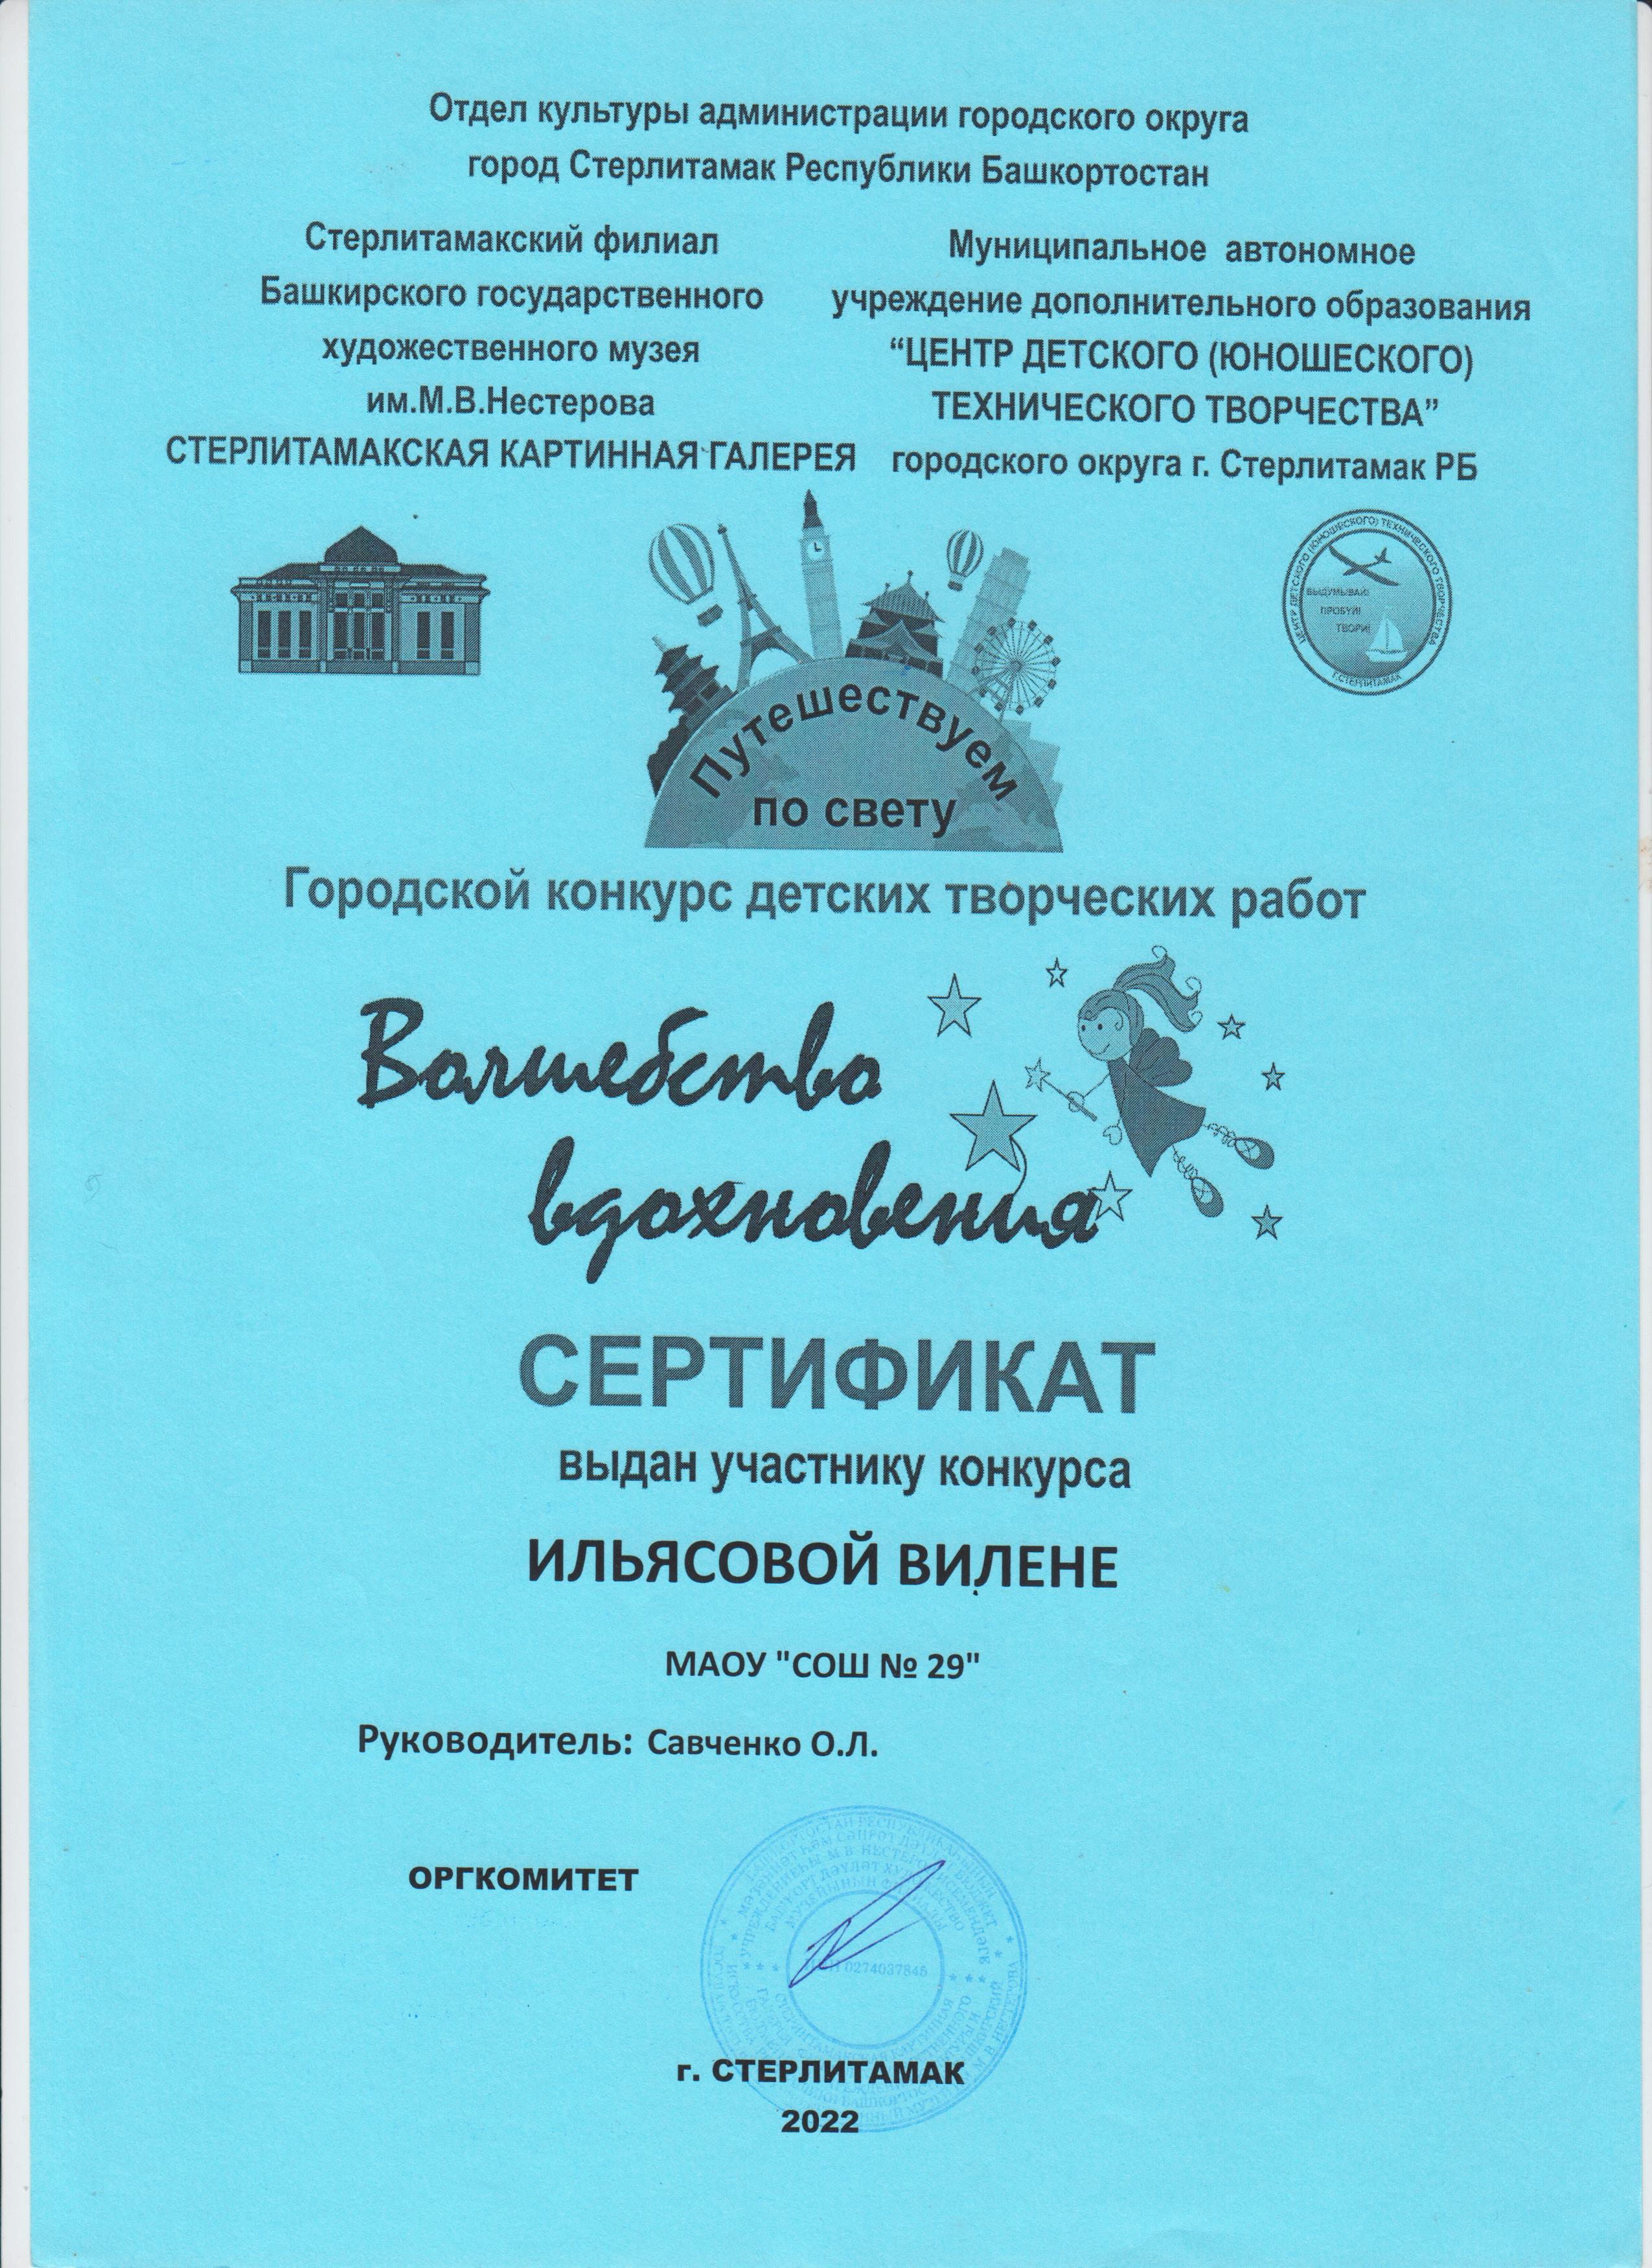 Отдел культуры администрации городского округа
город Стерлитамак Республики Башкортостан
Стерлитамакский филиал
Башкирского государственного
художественного музея
им.М.В.Нестерова
СТЕРЛИТАМАКСКАЯ КАРТИННАЯ ГАЛЕРЕЯ
Муниципальное автономное
учреждение дополнительного образования
“ЦЕНТР ДЕТСКОГО (ЮНОШЕСКОГО)
ТЕХНИЧЕСКОГО ТВОРЧЕСТВА”
городского округа г. Стерлитамак РБ
ЦЕНТР ДЕТСКОГО (ЮНОШЕСКОГО) ТЕХНИЧЕСКОГО ТВОРЧЕСТВА
ВЫДУМЫВАЙ!
ПРОБУЙ!
ТВОРИ!
Г.СТЕРЛИТАМАК
Путешествуем
по свету
Городской конкурс детских творческих работ
Волшебство
вдохновения
СЕРТИФИКАТ
выдан участнику конкурса
ИЛЬЯСОВОЙ ВИЛЕНЕ
МАОУ "СОШ № 29"
Руководитель: Савченко О.Л.
ОРГКОМИТЕТ
0274037845
г. СТЕРЛИТАМАК
2022